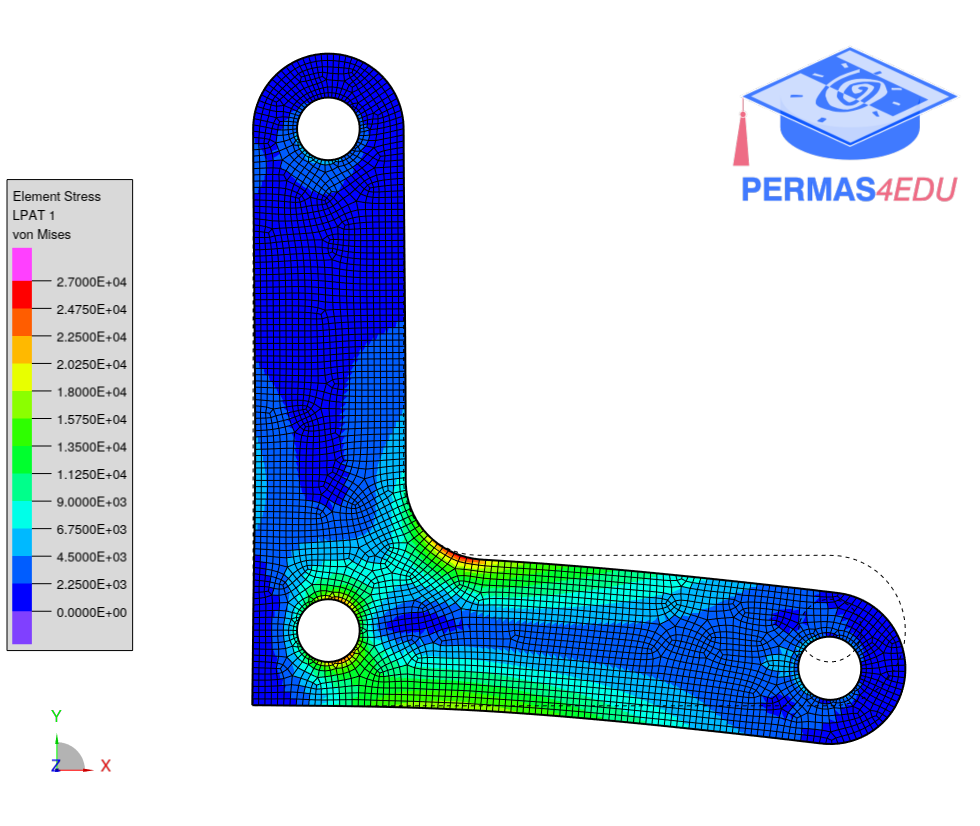 PERMAS4EDU
Element Stress
LPAT 1
von Mises
2.7000E+04
2.4750E+04
2.2500E+04
2.0250E+04
1.8000E+04
1.5750E+04
1.3500E+04
1.1250E+04
9.0000E+03
6.7500E+03
4.5000E+03
2.2500E+03
0.0000E+00
Y
Z
X